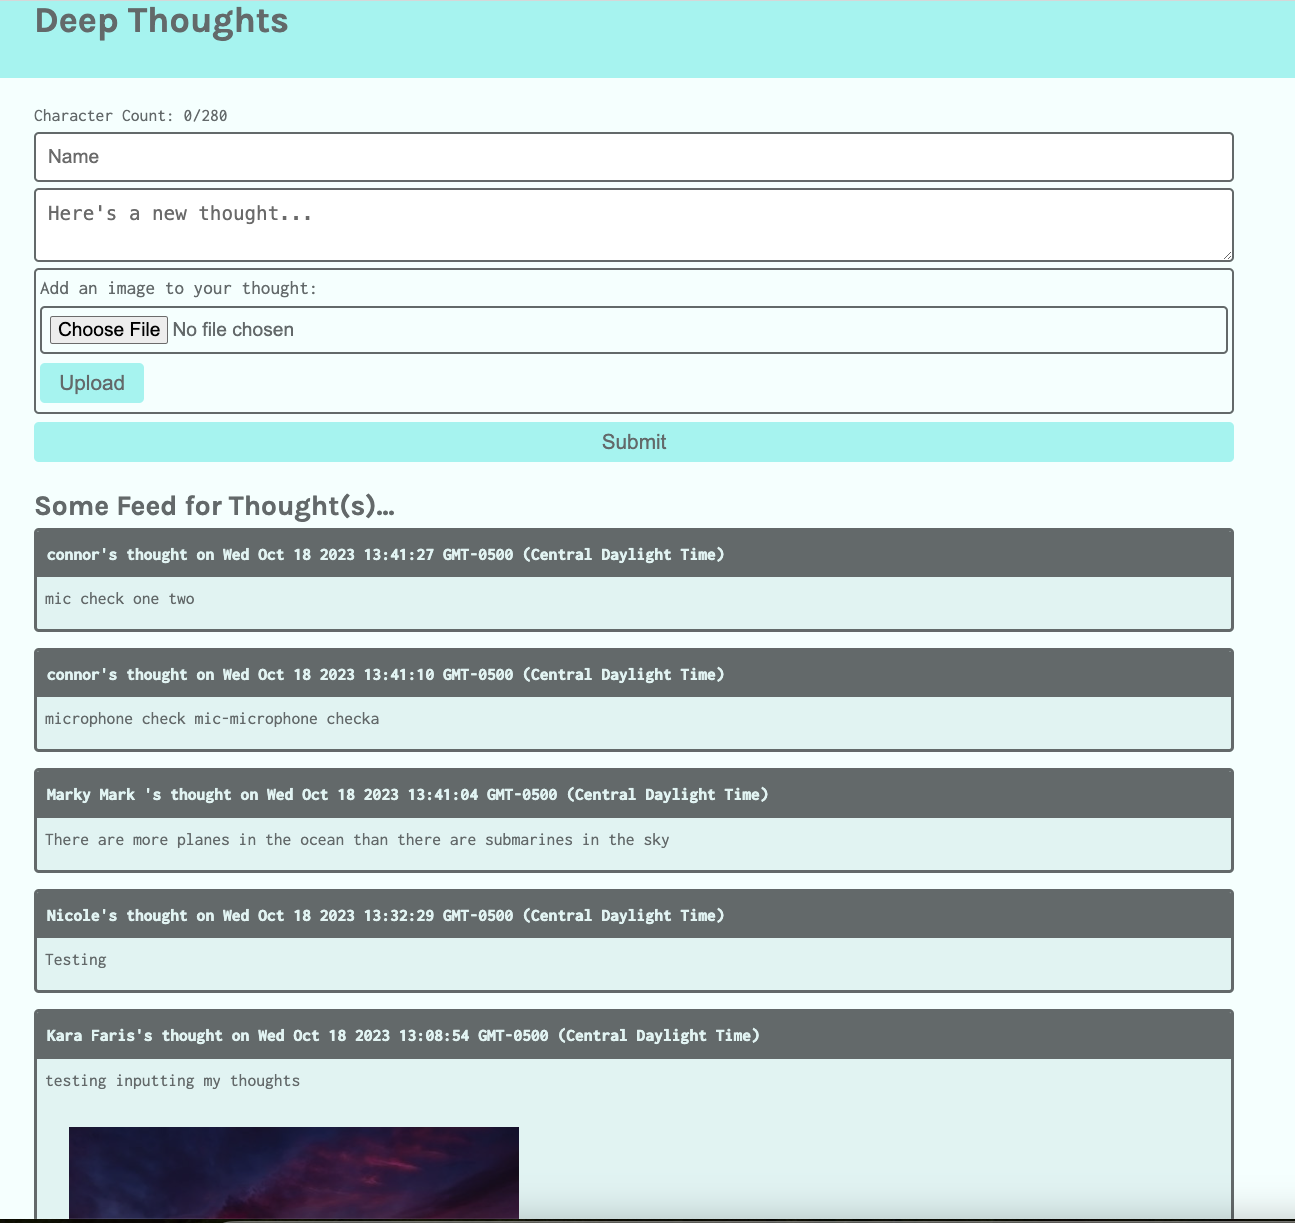 Deep Thoughts
Character Count: 0/280
Name
Here's a new thought...
Add an image to your thought:
Choose File No file chosen
Upload
Submit
Some Feed for Thought(s)...
connor's thought on Wed Oct 18 2023 13:41:27 GMT-0500 (Central Daylight Time)
mic check one two
connor's thought on Wed Oct 18 2023 13:41:10 GMT-0500 (Central Daylight Time)
microphone check mic-microphone checka
Marky Mark 's thought on Wed Oct 18 2023 13:41:04 GMT-0500 (Central Daylight Time)
There are more planes in the ocean than there are submarines in the sky
Nicole's thought on Wed Oct 18 2023 13:32:29 GMT-0500 (Central Daylight Time)
Testing
Kara Faris's thought on Wed Oct 18 2023 13:08:54 GMT-0500 (Central Daylight Time)
testing inputting my thoughts